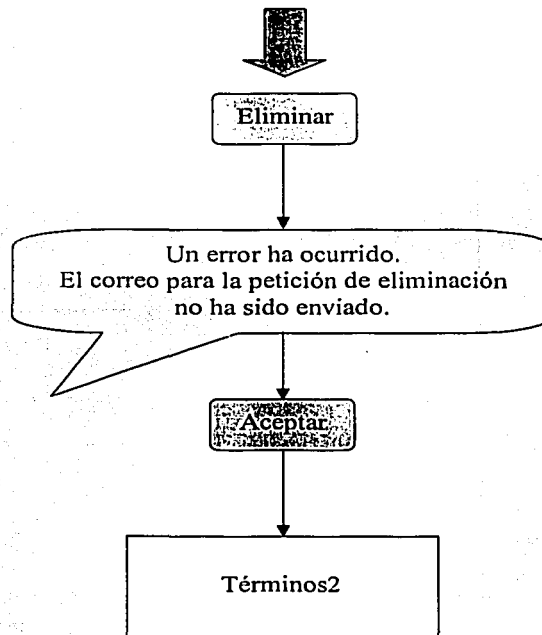 Eliminar
Un error ha ocurrido.
El correo para la petición de eliminación
no ha sido enviado.
Aceptar
Términos2